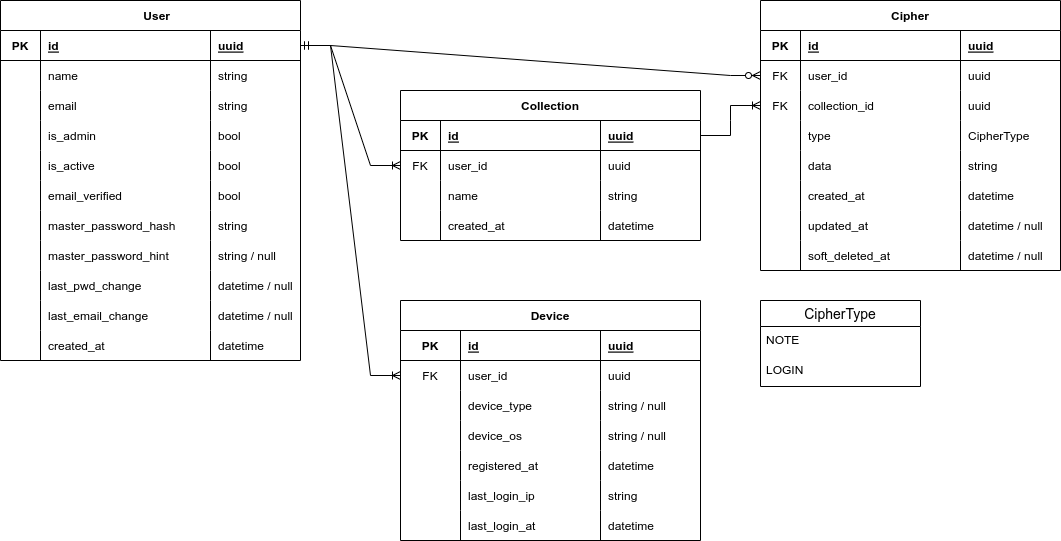 User
PK id uuid
name string
email string
is_admin bool
is_active bool
email_verified bool
master_password_hash string
master_password_hint string / null
last_pwd_change datetime / null
last_email_change datetime / null
created_at datetime
Collection
PK id uuid
FK user_id uuid
name string
created_at datetime
Device
PK id uuid
FK user_id uuid
device_type string / null
device_os string / null
registered_at datetime
last_login_ip string
last_login_at datetime
Cipher
PK id uuid
FK user_id uuid
FK collection_id uuid
type CipherType
data string
created_at datetime
updated_at datetime / null
soft_deleted_at datetime / null
CipherType
NOTE
LOGIN